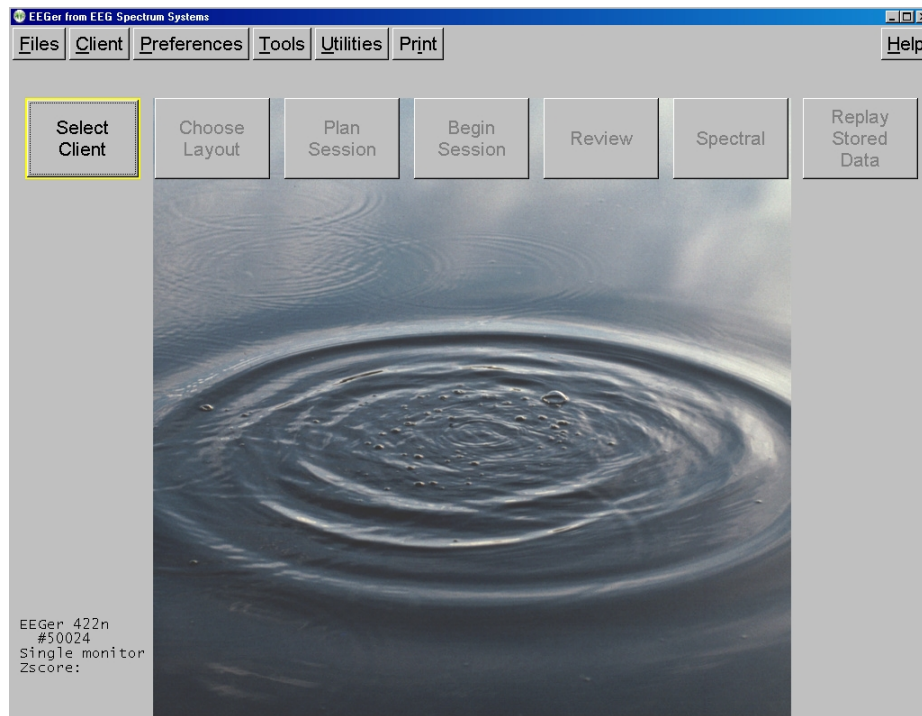 EEGer from EEG Spectrum Systems
Files Client Preferences Tools Utilities Print Help
Select
Client
Choose
Layout
Plan
Session
Begin
Session
Review
Spectral
Replay
Stored
Data
EEGer 422n
#50024
Single monitor
Zscore: